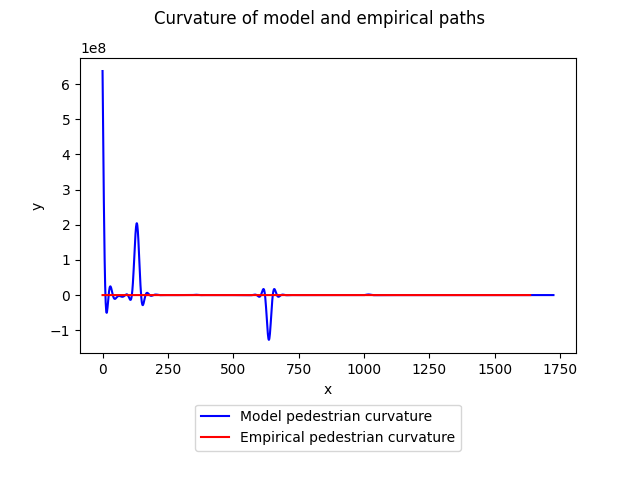 Curvature of model and empirical paths
1e8
6
5
4
3
2
1
0
−1
y
0 250 500 750 1000 1250 1500 1750
x
Model pedestrian curvature
Empirical pedestrian curvature